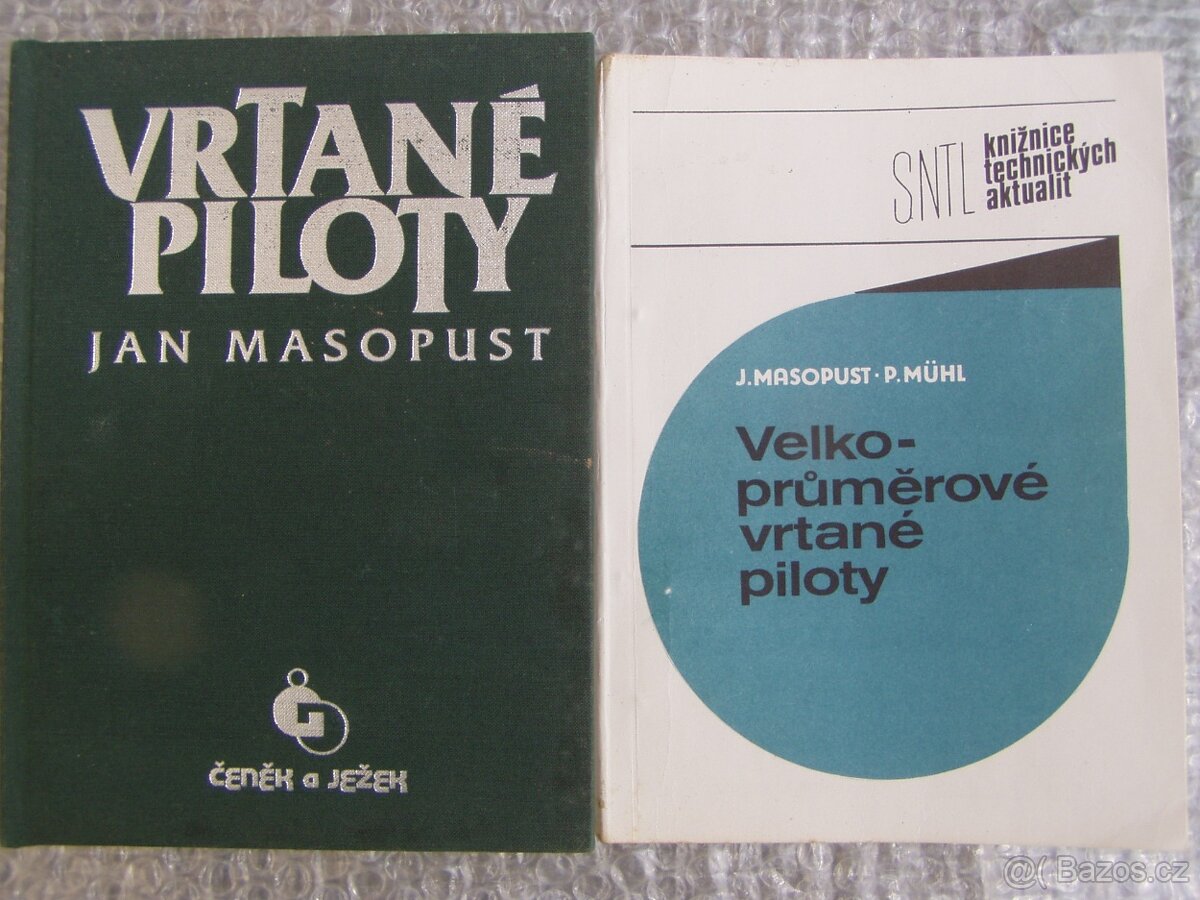 VRTANÉ
PILOTY
JAN MASOPUST
ČENĚK a JEŽEK
SNTL
knižnice
technických
aktualit
J. MASOPUST · P. MÜHL
Velko-
průměrové
vrtané
piloty
@( Bazos.cz